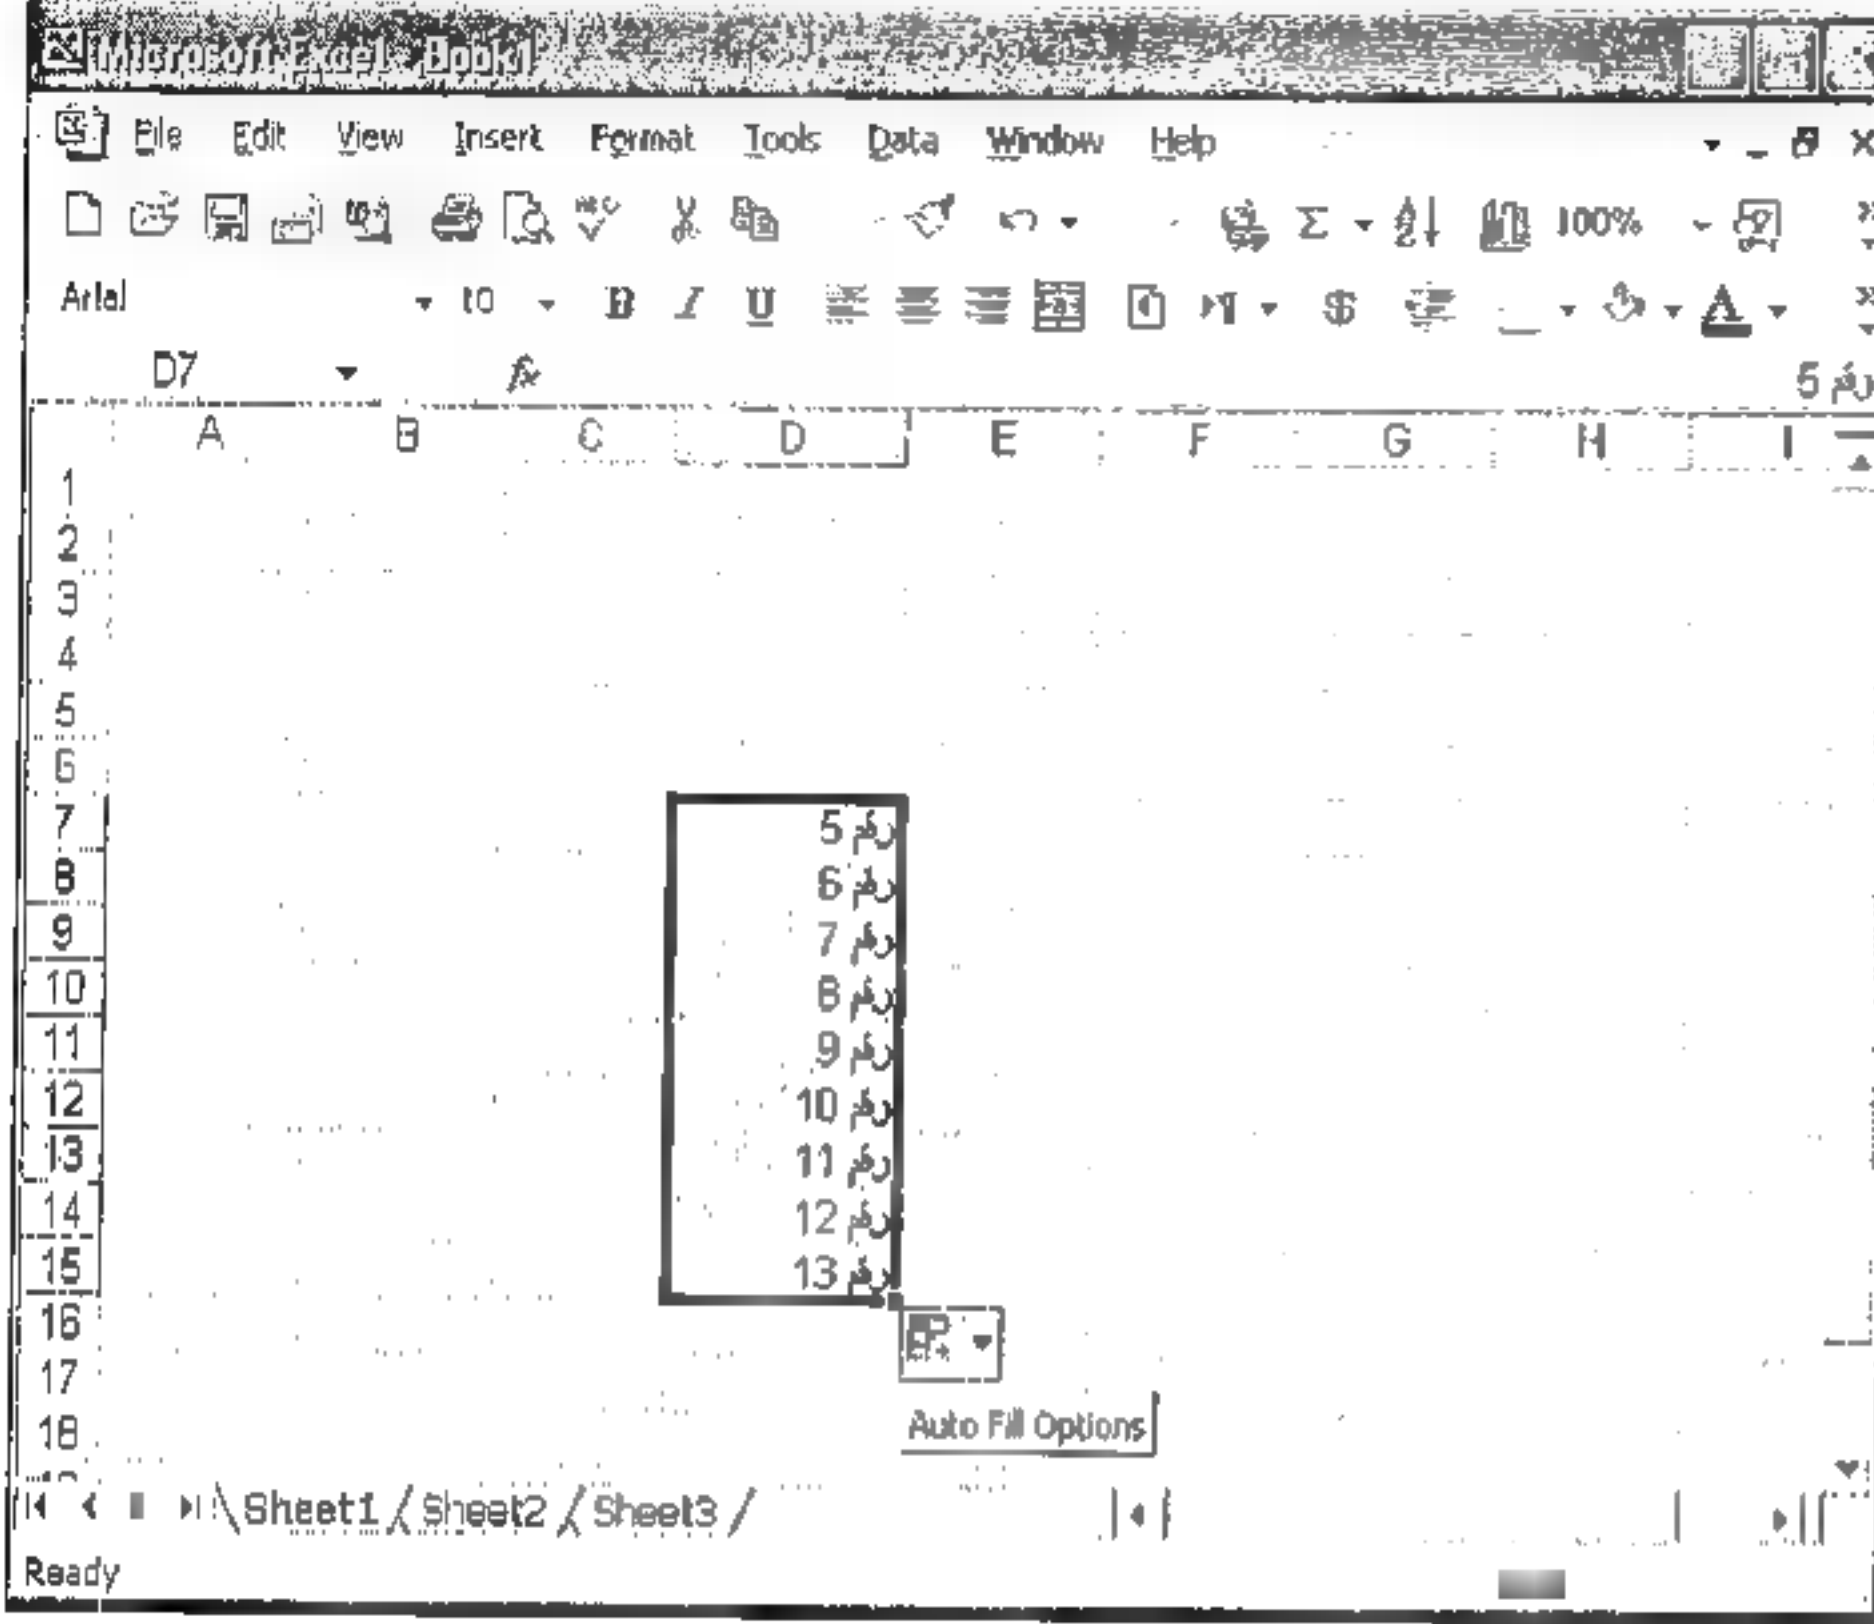 Microsoft Excel - Book1
File Edit View Insert Format Tools Data Window Help
100%
Arial 10 B I U $
D7 fx رقم 5
A B C D E F G H I
1
2
3
4
5
6
7 رقم 5
8 رقم 6
9 رقم 7
10 رقم 8
11 رقم 9
12 رقم 10
13 رقم 11
14 رقم 12
15 رقم 13
16
17
18
Auto Fill Options
Sheet1 / Sheet2 / Sheet3 /
Ready